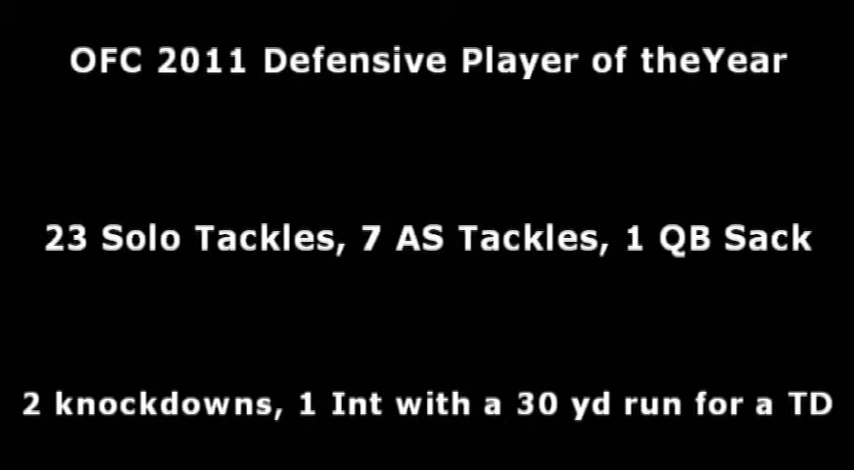 OFC 2011 Defensive Player of theYear
23 Solo Tackles, 7 AS Tackles, 1 QB Sack
2 knockdowns, 1 Int with a 30 yd run for a TD